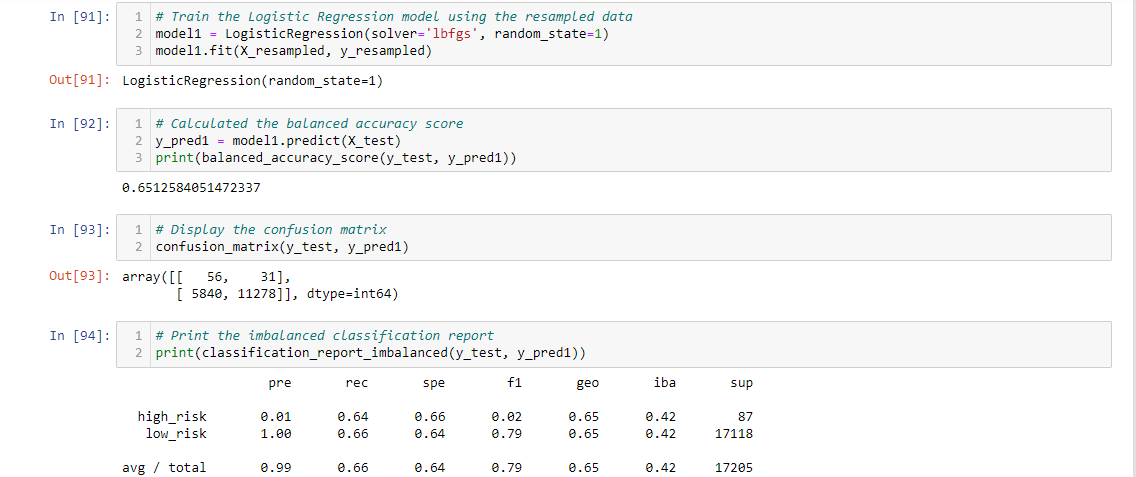 In [91]: 1 # Train the Logistic Regression model using the resampled data
2 model1 = LogisticRegression(solver='lbfgs', random_state=1)
3 model1.fit(X_resampled, y_resampled)
Out[91]: LogisticRegression(random_state=1)
In [92]: 1 # Calculated the balanced accuracy score
2 y_pred1 = model1.predict(X_test)
3 print(balanced_accuracy_score(y_test, y_pred1))
0.6512584051472337
In [93]: 1 # Display the confusion matrix
2 confusion_matrix(y_test, y_pred1)
Out[93]: array([[   56,    31],
       [ 5840, 11278]], dtype=int64)
In [94]: 1 # Print the imbalanced classification report
2 print(classification_report_imbalanced(y_test, y_pred1))
pre rec spe f1 geo iba sup
high_risk 0.01 0.64 0.66 0.02 0.65 0.42 87
low_risk 1.00 0.66 0.64 0.79 0.65 0.42 17118
avg / total 0.99 0.66 0.64 0.79 0.65 0.42 17205